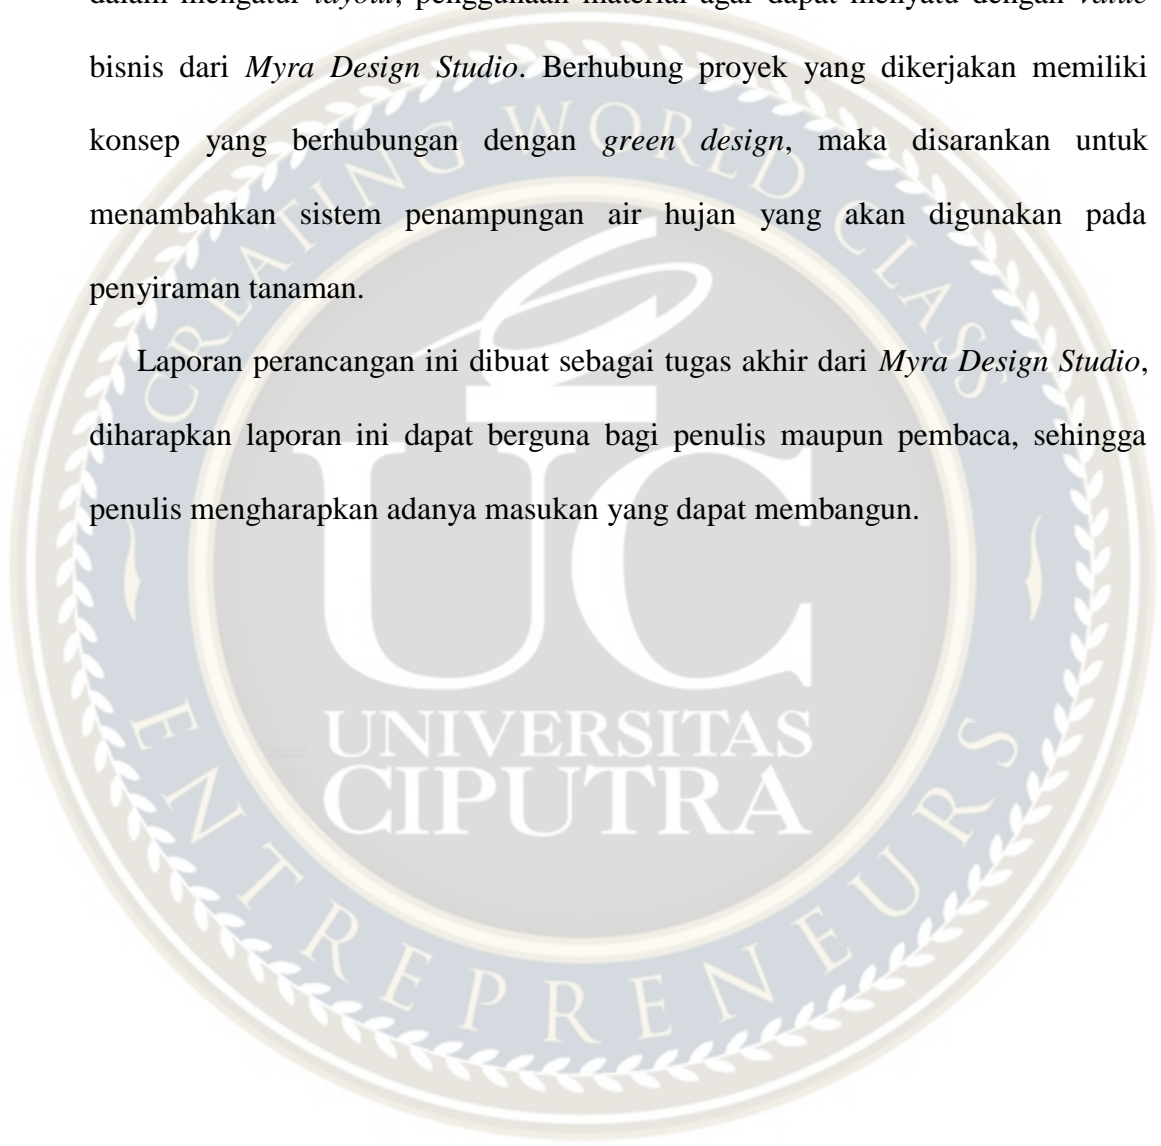 dalam mengatur layout, penggunaan material agar dapat menyatu dengan value
bisnis dari Myra Design Studio. Berhubung proyek yang dikerjakan memiliki
konsep yang berhubungan dengan green design, maka disarankan untuk
menambahkan sistem penampungan air hujan yang akan digunakan pada
penyiraman tanaman.
Laporan perancangan ini dibuat sebagai tugas akhir dari Myra Design Studio,
diharapkan laporan ini dapat berguna bagi penulis maupun pembaca, sehingga
penulis mengharapkan adanya masukan yang dapat membangun.
CREATING WORLD CLASS
UC
UNIVERSITAS
CIPUTRA
ENTREPRENEURS